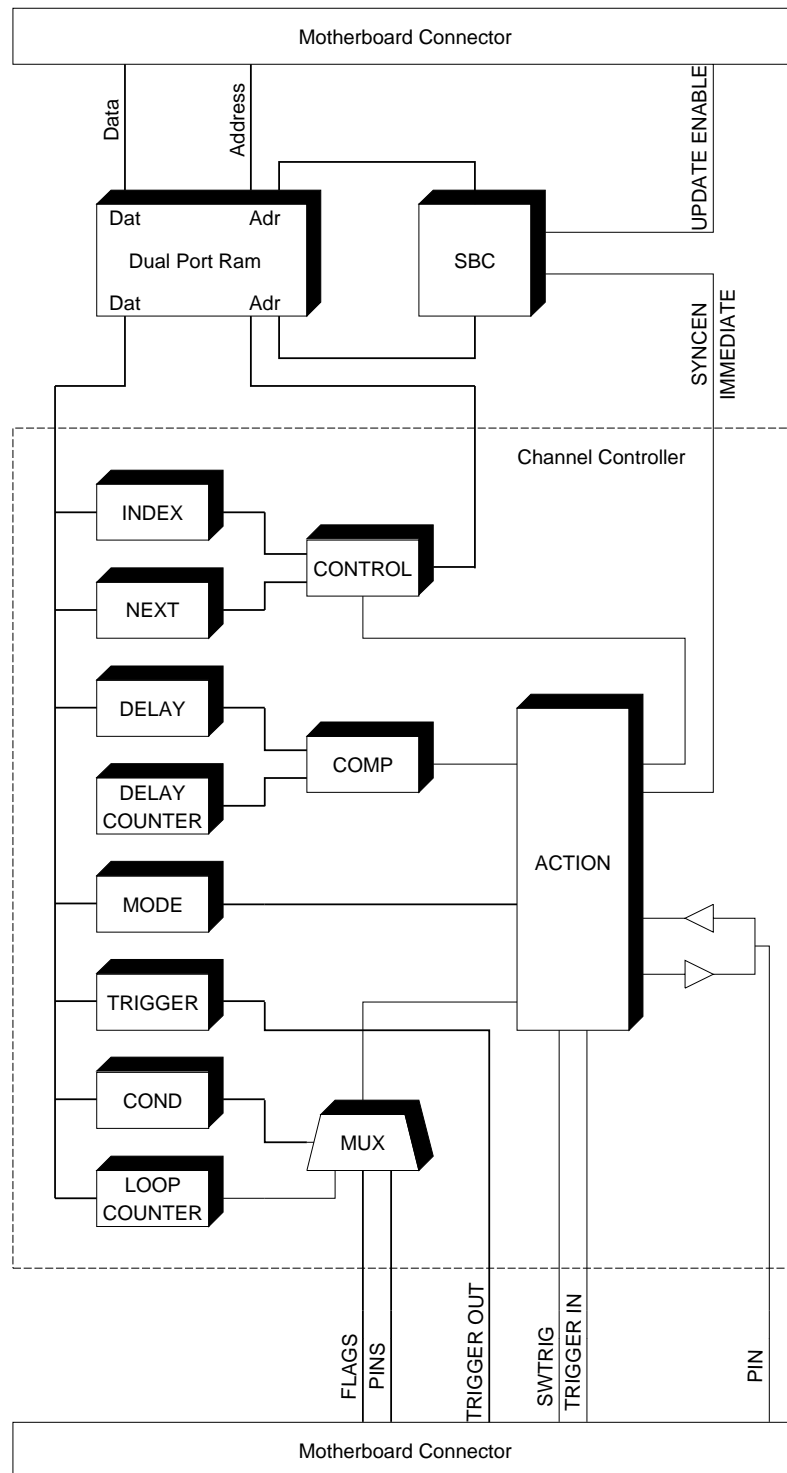 Motherboard Connector
Data
Address
UPDATE ENABLE
Dat
Adr
Dual Port Ram
Dat
Adr
SBC
SYNCEN
IMMEDIATE
Channel Controller
INDEX
CONTROL
NEXT
DELAY
COMP
DELAY
COUNTER
ACTION
MODE
TRIGGER
COND
MUX
LOOP
COUNTER
FLAGS
PINS
TRIGGER OUT
SWTRIG
TRIGGER IN
PIN
Motherboard Connector